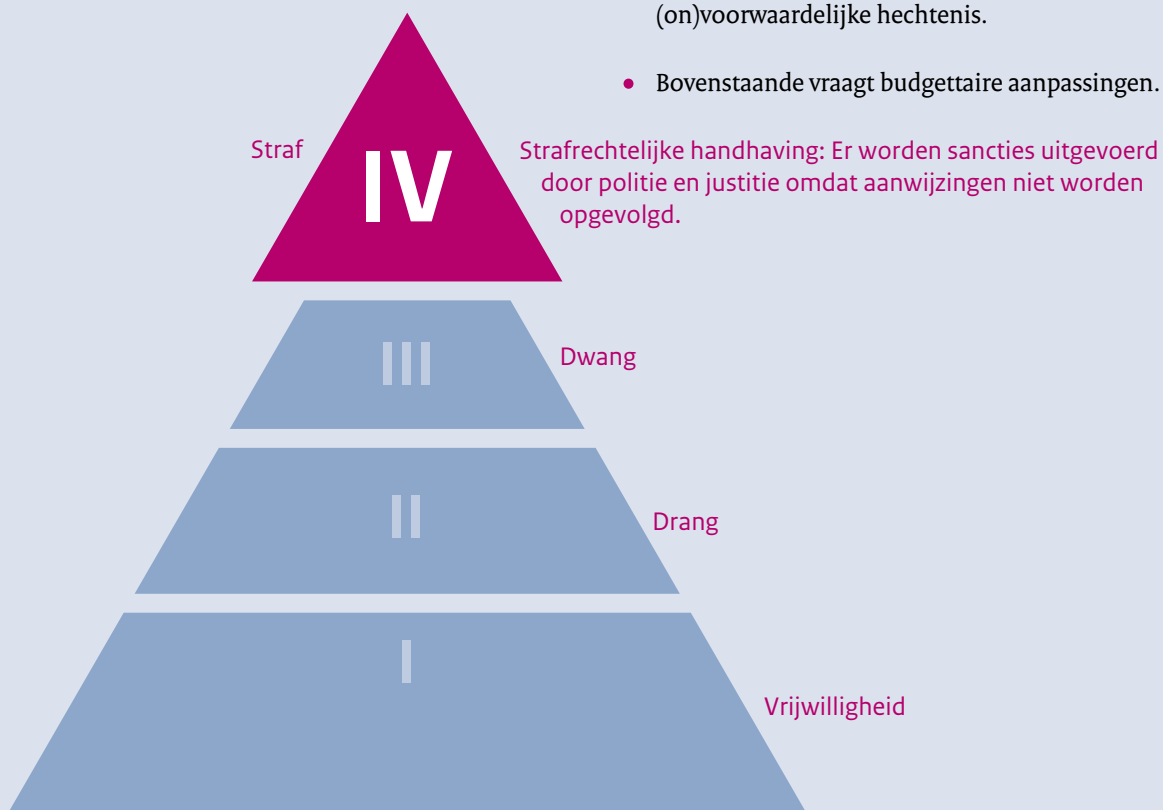 (on)voorwaardelijke hechtenis.
• Bovenstaande vraagt budgettaire aanpassingen.
Straf
IV
Strafrechtelijke handhaving: Er worden sancties uitgevoerd
door politie en justitie omdat aanwijzingen niet worden
opgevolgd.
III
Dwang
II
Drang
I
Vrijwilligheid